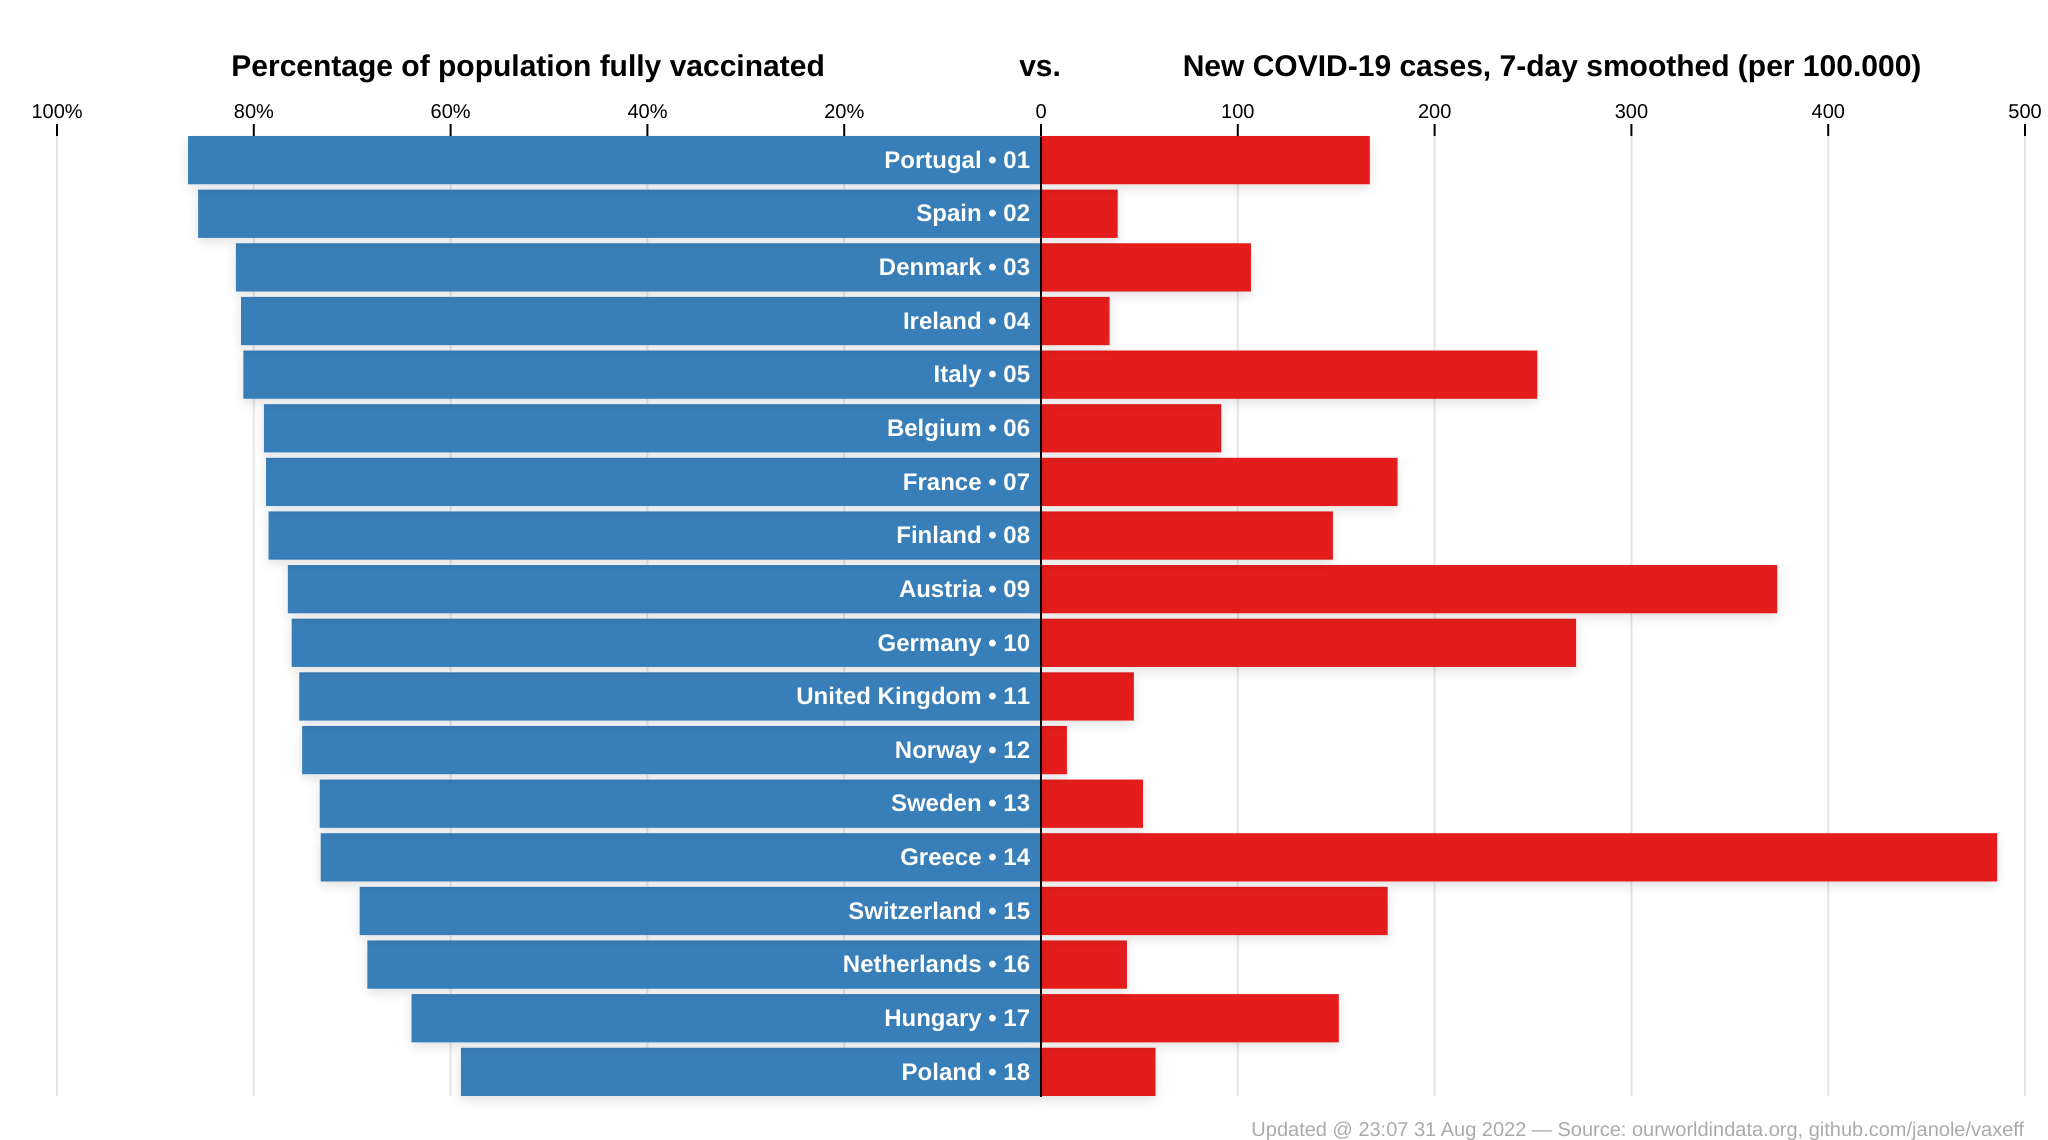 Percentage of population fully vaccinated vs. New COVID-19 cases, 7-day smoothed (per 100.000)
100% 80% 60% 40% 20% 0 100 200 300 400 500
Portugal • 01
Spain • 02
Denmark • 03
Ireland • 04
Italy • 05
Belgium • 06
France • 07
Finland • 08
Austria • 09
Germany • 10
United Kingdom • 11
Norway • 12
Sweden • 13
Greece • 14
Switzerland • 15
Netherlands • 16
Hungary • 17
Poland • 18
Updated @ 23:07 31 Aug 2022 — Source: ourworldindata.org, github.com/janole/vaxeff